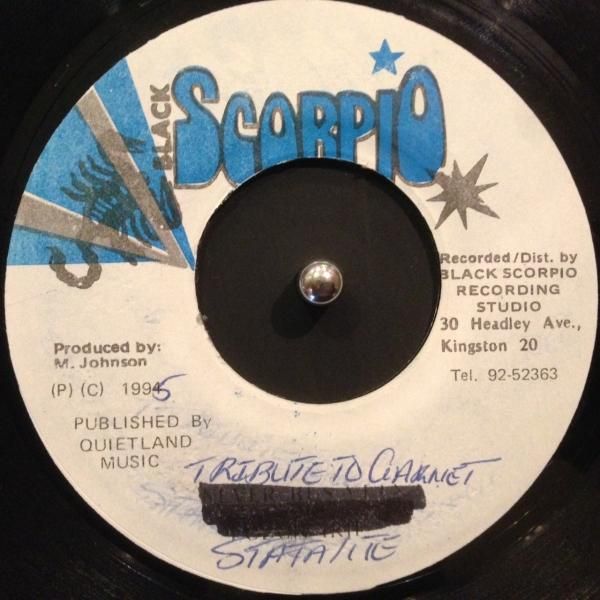 BLACK
SCORPIO
Recorded/Dist. by
BLACK SCORPIO
RECORDING
STUDIO
30 Headley Ave.,
Kingston 20
Tel. 92-52363
Produced by:
M. Johnson
(P) (C) 1995
PUBLISHED By
QUIETLAND
MUSIC
TRIBUTE TO GARNET
STATALITE